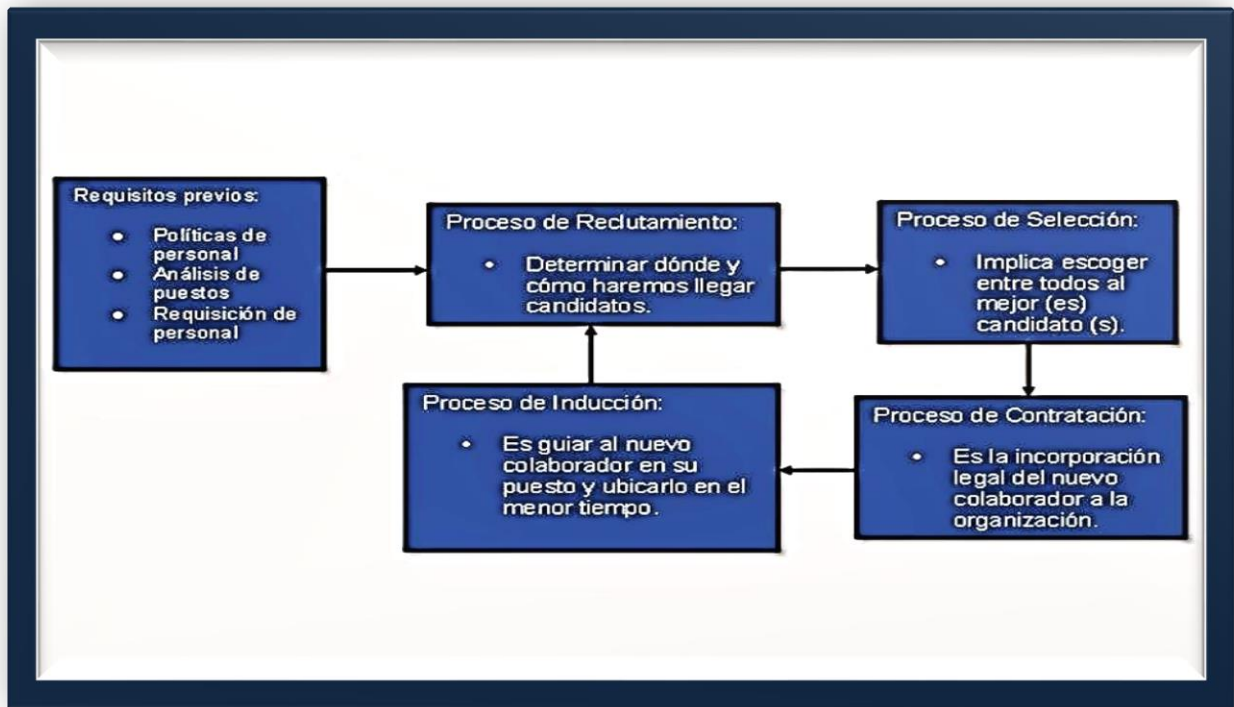 Requisitos previos:
• Políticas de
personal
• Análisis de
puestos
• Requisición de
personal
Proceso de Reclutamiento:
• Determinar dónde y
cómo haremos llegar
candidatos.
Proceso de Selección:
• Implica escoger
entre todos al
mejor (es)
candidato (s).
Proceso de Contratación:
• Es la incorporación
legal del nuevo
colaborador a la
organización.
Proceso de Inducción:
• Es guiar al nuevo
colaborador en su
puesto y ubicarlo en el
menor tiempo.